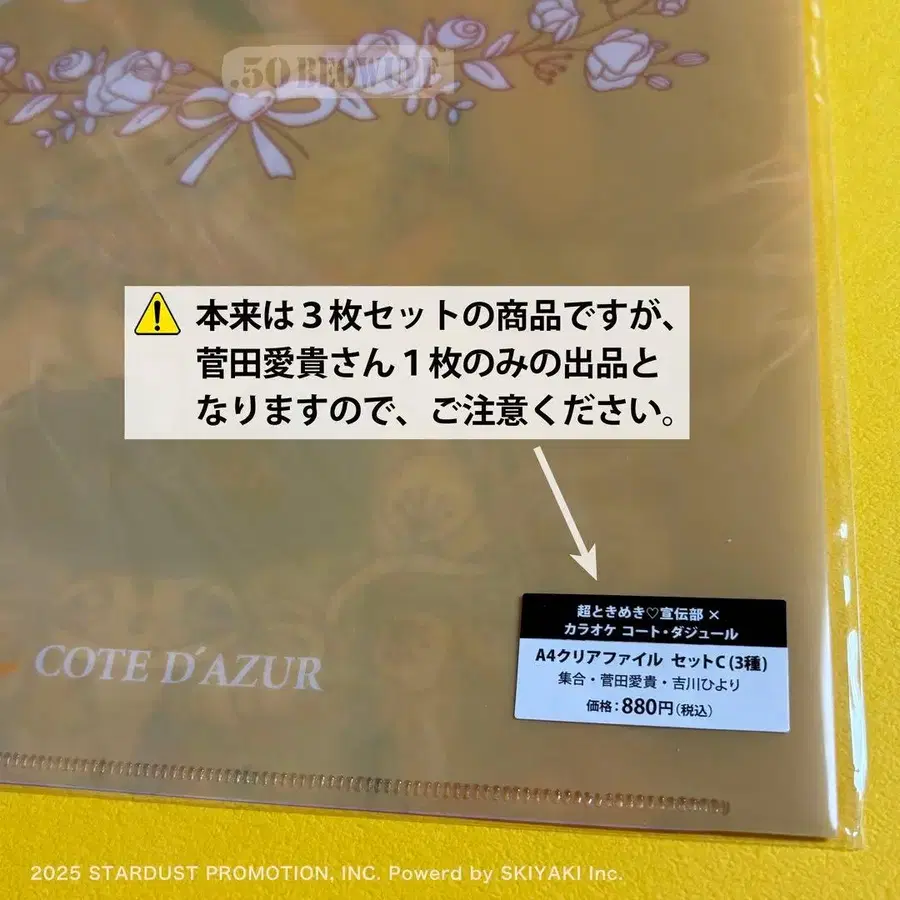 .50 BEOWULF
本来は3枚セットの商品ですが、
菅田愛貴さん1枚のみの出品と
なりますので、ご注意ください。
超ときめき♡宣伝部 ×
カラオケ コート・ダジュール
A4クリアファイル セットC (3種)
集合・菅田愛貴・吉川ひより
価格:880円(税込)
COTE D´AZUR
2025 STARDUST PROMOTION, INC. Powerd by SKIYAKI Inc.